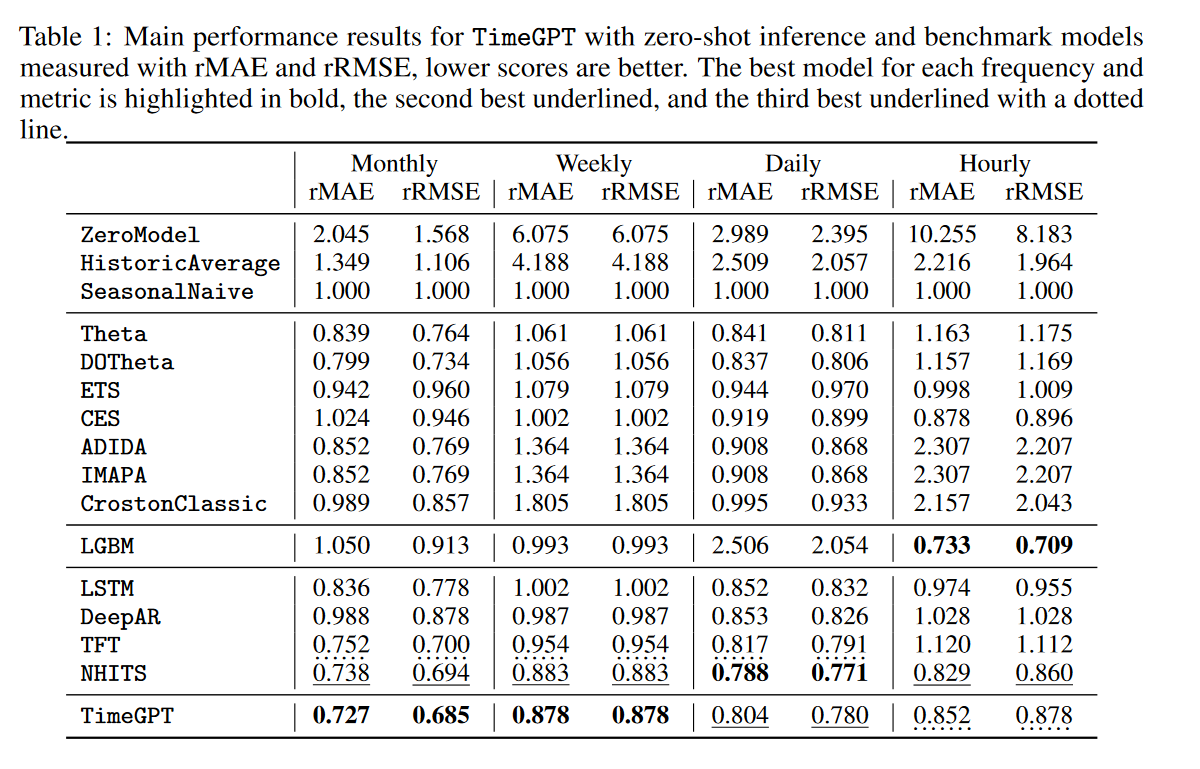 Table 1: Main performance results for TimeGPT with zero-shot inference and benchmark models
measured with rMAE and rRMSE, lower scores are better. The best model for each frequency and
metric is highlighted in bold, the second best underlined, and the third best underlined with a dotted
line.
Monthly Weekly Daily Hourly
rMAE rRMSE rMAE rRMSE rMAE rRMSE rMAE rRMSE
ZeroModel 2.045 1.568 6.075 6.075 2.989 2.395 10.255 8.183
HistoricAverage 1.349 1.106 4.188 4.188 2.509 2.057 2.216 1.964
SeasonalNaive 1.000 1.000 1.000 1.000 1.000 1.000 1.000 1.000
Theta 0.839 0.764 1.061 1.061 0.841 0.811 1.163 1.175
DOTheta 0.799 0.734 1.056 1.056 0.837 0.806 1.157 1.169
ETS 0.942 0.960 1.079 1.079 0.944 0.970 0.998 1.009
CES 1.024 0.946 1.002 1.002 0.919 0.899 0.878 0.896
ADIDA 0.852 0.769 1.364 1.364 0.908 0.868 2.307 2.207
IMAPA 0.852 0.769 1.364 1.364 0.908 0.868 2.307 2.207
CrostonClassic 0.989 0.857 1.805 1.805 0.995 0.933 2.157 2.043
LGBM 1.050 0.913 0.993 0.993 2.506 2.054 0.733 0.709
LSTM 0.836 0.778 1.002 1.002 0.852 0.832 0.974 0.955
DeepAR 0.988 0.878 0.987 0.987 0.853 0.826 1.028 1.028
TFT 0.752 0.700 0.954 0.954 0.817 0.791 1.120 1.112
NHITS 0.738 0.694 0.883 0.883 0.788 0.771 0.829 0.860
TimeGPT 0.727 0.685 0.878 0.878 0.804 0.780 0.852 0.878